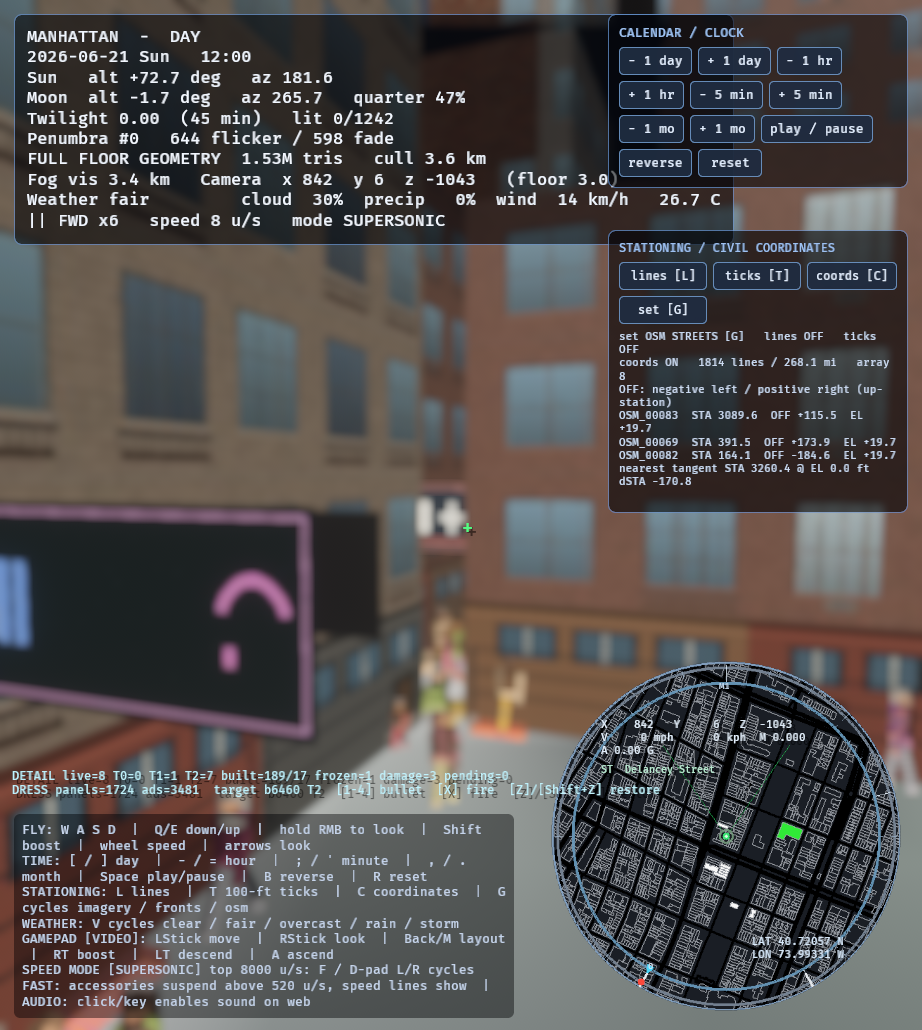 MANHATTAN  -  DAY
2026-06-21 Sun   12:00
Sun   alt +72.7 deg   az 181.6
Moon  alt -1.7 deg   az 265.7   quarter 47%
Twilight 0.00  (45 min)   lit 0/1242
Penumbra #0   644 flicker / 598 fade
FULL FLOOR GEOMETRY  1.53M tris   cull 3.6 km
Fog vis 3.4 km   Camera  x 842  y 6  z -1043   (floor 3.0)
Weather fair         cloud  30%  precip   0%  wind  14 km/h   26.7 C
|| FWD x6   speed 8 u/s   mode SUPERSONIC
CALENDAR / CLOCK
- 1 day   + 1 day   - 1 hr
+ 1 hr   - 5 min   + 5 min
- 1 mo   + 1 mo   play / pause
reverse   reset
STATIONING / CIVIL COORDINATES
lines [L]   ticks [T]   coords [C]
set [G]
set OSM STREETS [G]   lines OFF   ticks
OFF
coords ON   1814 lines / 268.1 mi   array
8
OFF: negative left / positive right (up-
station)
OSM_00083  STA 3089.6  OFF +115.5  EL
+19.7
OSM_00069  STA 391.5  OFF +173.9  EL +19.7
OSM_00082  STA 164.1  OFF -184.6  EL +19.7
nearest tangent STA 3260.4 @ EL 0.0 ft
dSTA -170.8
X    842   Y     6   Z  -1043
V    0 mph      0 kph  M 0.000
A 0.00 G
ST  Delancey Street
DETAIL live=8 T0=0 T1=1 T2=7 built=189/17 frozen=1 damage=3 pending=0
DRESS panels=1724 ads=3481  target b6460 T2  [1-4] bullet  [X] fire  [Z]/[Shift+Z] restore
FLY: W A S D  |  Q/E down/up  |  hold RMB to look  |  Shift
boost  |  wheel speed  |  arrows look
TIME: [ / ] day  |  - / = hour  |  ; / ' minute  |  , / .
month  |  Space play/pause  |  B reverse  |  R reset
STATIONING: L lines  |  T 100-ft ticks  |  C coordinates  |  G
cycles imagery / fronts / osm
WEATHER: V cycles clear / fair / overcast / rain / storm
GAMEPAD [VIDEO]: LStick move  |  RStick look  |  Back/M layout
|  RT boost  |  LT descend  |  A ascend
SPEED MODE [SUPERSONIC] top 8000 u/s: F / D-pad L/R cycles
FAST: accessories suspend above 520 u/s, speed lines show  |
AUDIO: click/key enables sound on web
LAT 40.72057 N
LON 73.99331 W